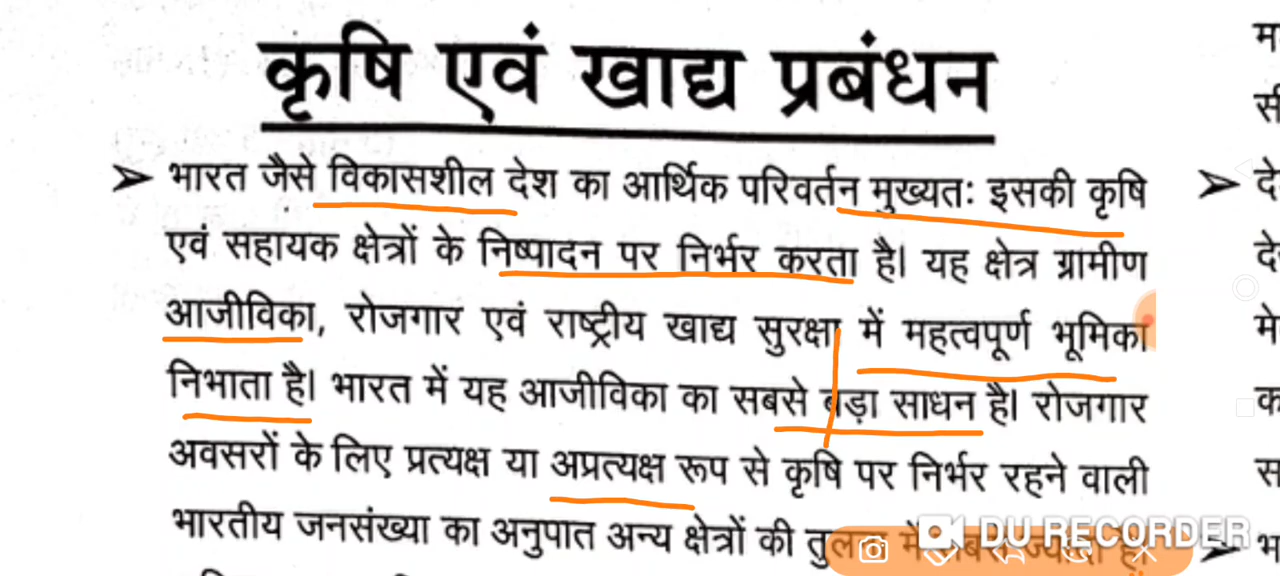 कृषि एवं खाद्य प्रबंधन
➤ भारत जैसे विकासशील देश का आर्थिक परिवर्तन मुख्यतः इसकी कृषि
एवं सहायक क्षेत्रों के निष्पादन पर निर्भर करता है। यह क्षेत्र ग्रामीण
आजीविका, रोजगार एवं राष्ट्रीय खाद्य सुरक्षा में महत्वपूर्ण भूमिका
निभाता है। भारत में यह आजीविका का सबसे बड़ा साधन है। रोजगार
अवसरों के लिए प्रत्यक्ष या अप्रत्यक्ष रूप से कृषि पर निर्भर रहने वाली
भारतीय जनसंख्या का अनुपात अन्य क्षेत्रों की
DU RECORDER